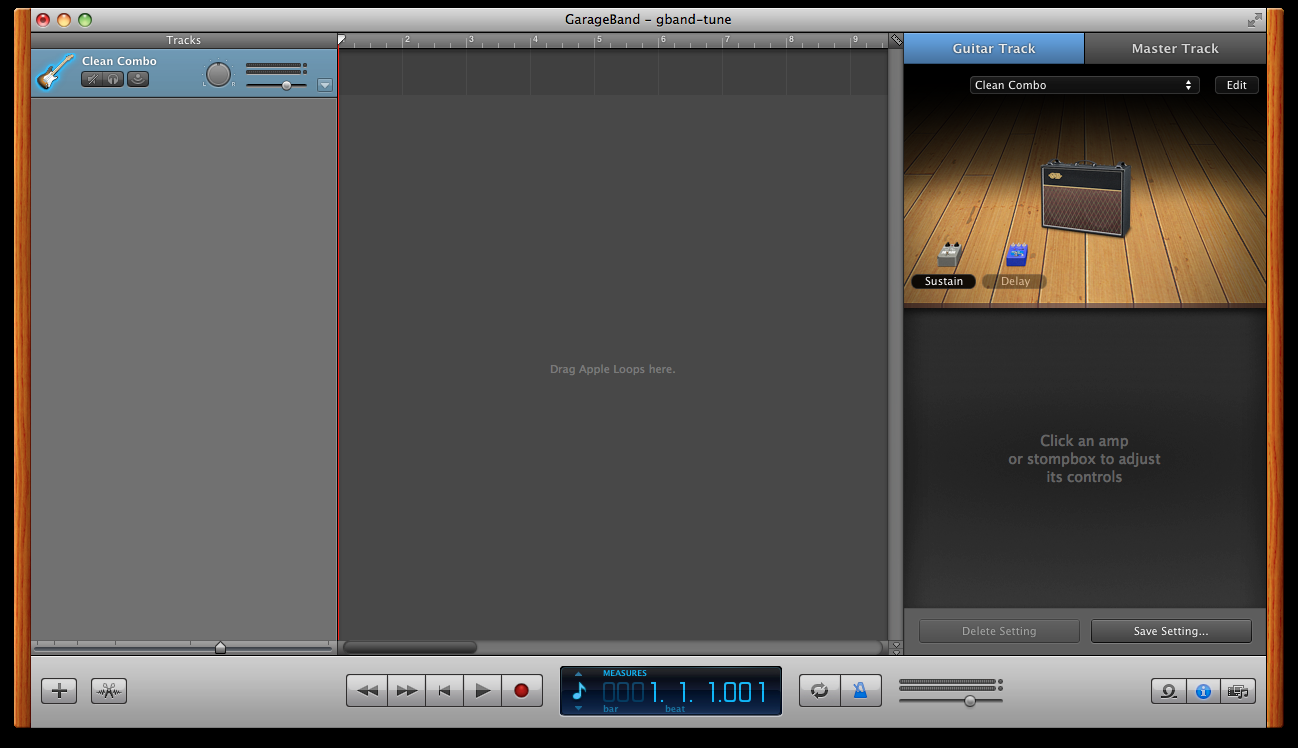 GarageBand – gband-tune
Tracks
2 3 4 5 6 7 8 9
Guitar Track
Master Track
Clean Combo
L R
Clean Combo
Edit
Sustain
Delay
Drag Apple Loops here.
Click an amp
or stompbox to adjust
its controls
Delete Setting
Save Setting...
MEASURES
0001. 1. 1.001
bar beat